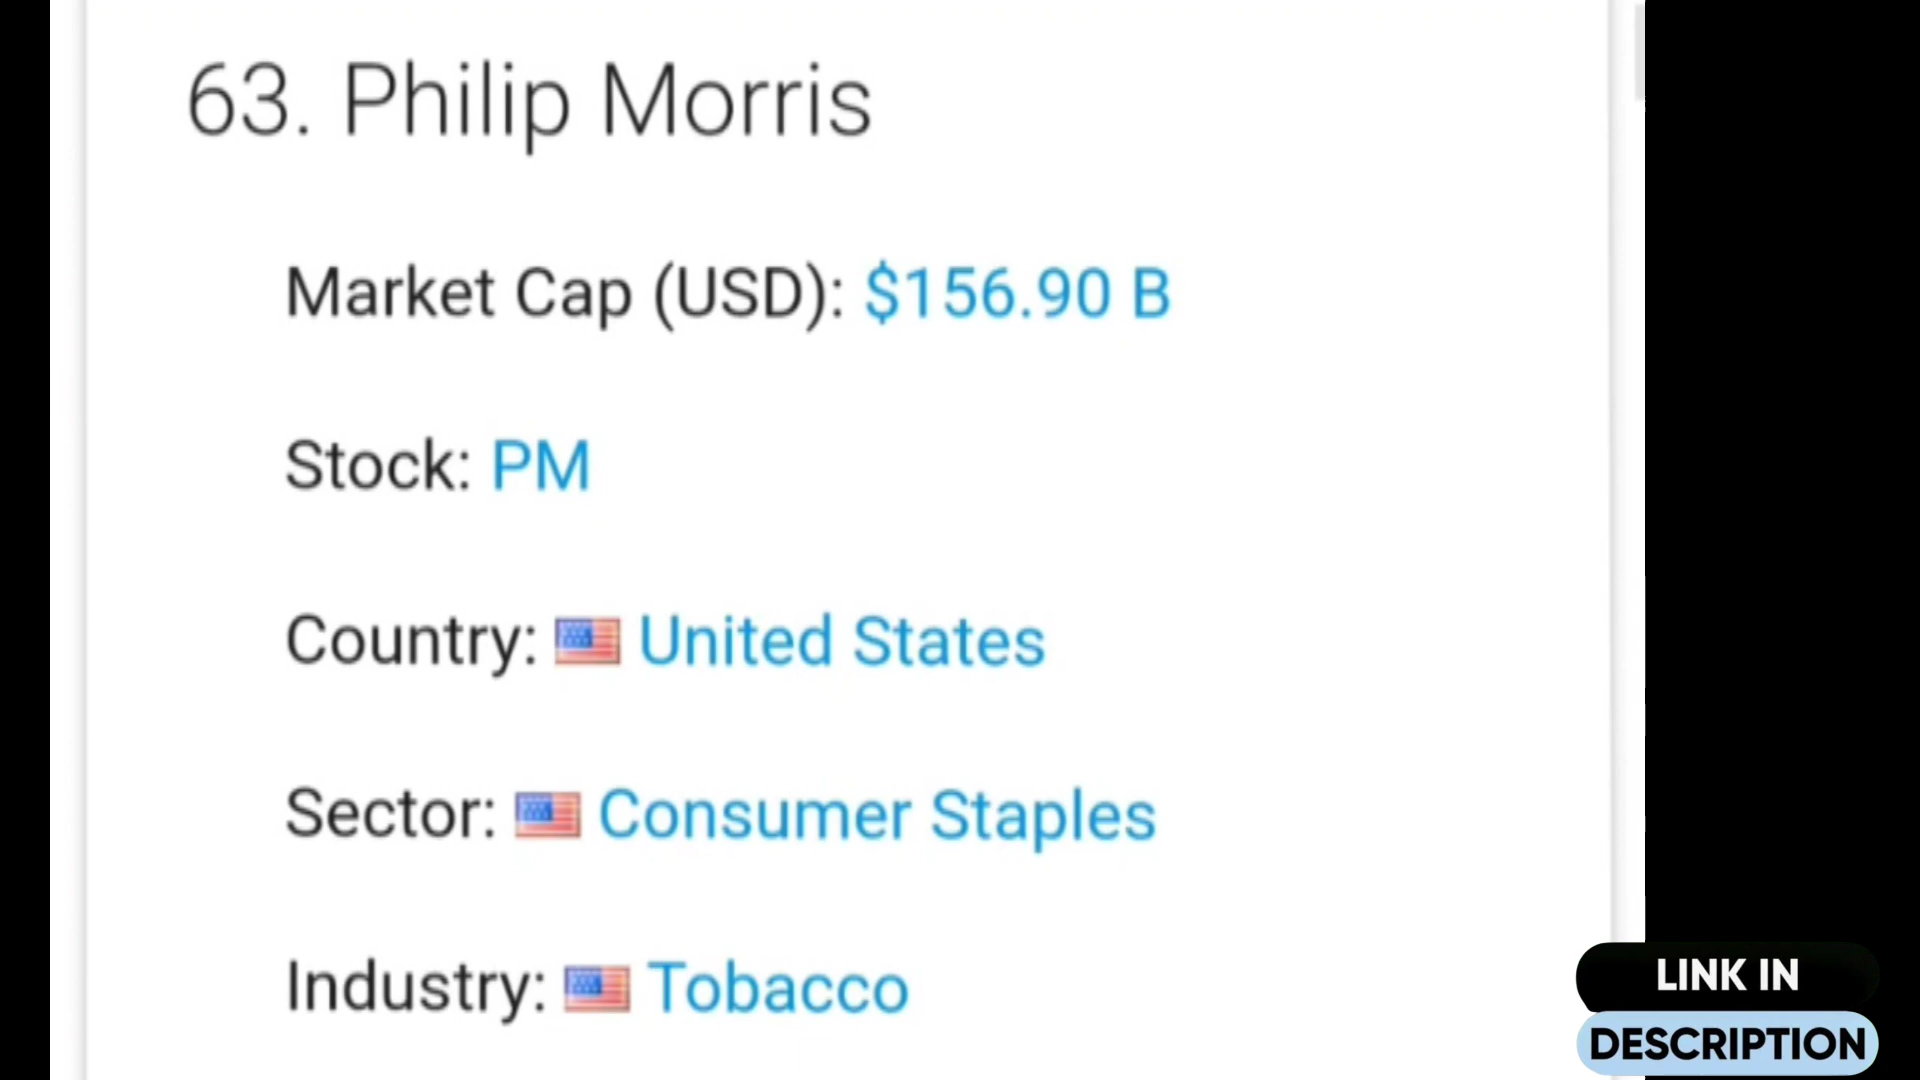 63. Philip Morris
Market Cap (USD): $156.90 B
Stock: PM
Country: United States
Sector: Consumer Staples
Industry: Tobacco
LINK IN
DESCRIPTION